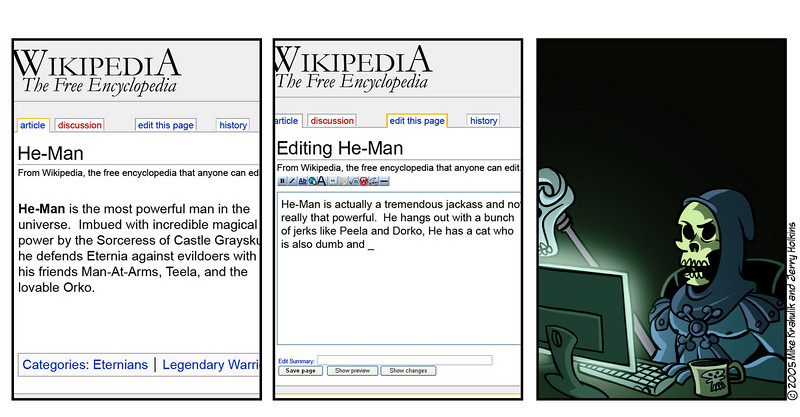 WIKIPEDIA
The Free Encyclopedia
article discussion edit this page history
He-Man
From Wikipedia, the free encyclopedia that anyone can ed
He-Man is the most powerful man in the
universe. Imbued with incredible magical
power by the Sorceress of Castle Graysku
he defends Eternia against evildoers with
his friends Man-At-Arms, Teela, and the
lovable Orko.
Categories: Eternians | Legendary Warri
WIKIPEDIA
The Free Encyclopedia
article discussion edit this page history
Editing He-Man
From Wikipedia, the free encyclopedia that anyone can edit.
B I Ab A
He-Man is actually a tremendous jackass and no
really that powerful. He hangs out with a bunch
of jerks like Peela and Dorko, He has a cat who
is also dumb and _
Edit Summary:
Save page Show preview Show changes
©2005 Mike Krahulik and Jerry Holkins